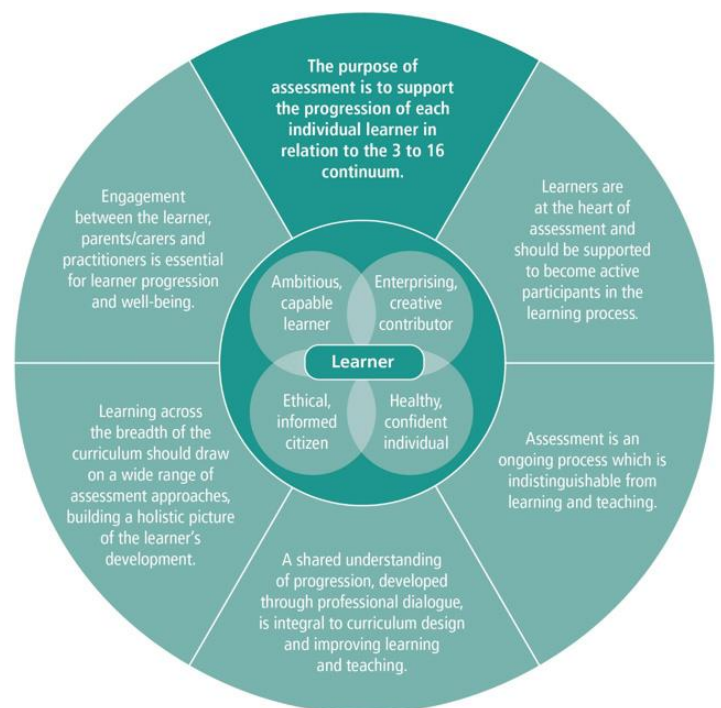 The purpose of
assessment is to support
the progression of each
individual learner in
relation to the 3 to 16
continuum.
Learners are
at the heart of
assessment and
should be supported
to become active
participants in the
learning process.
Assessment is an
ongoing process which is
indistinguishable from
learning and teaching.
A shared understanding
of progression, developed
through professional dialogue,
is integral to curriculum design
and improving learning
and teaching.
Learning across
the breadth of the
curriculum should draw
on a wide range of
assessment approaches,
building a holistic picture
of the learner’s
development.
Engagement
between the learner,
parents/carers and
practitioners is essential
for learner progression
and well-being.
Ambitious,
capable
learner
Enterprising,
creative
contributor
Learner
Ethical,
informed
citizen
Healthy,
confident
individual